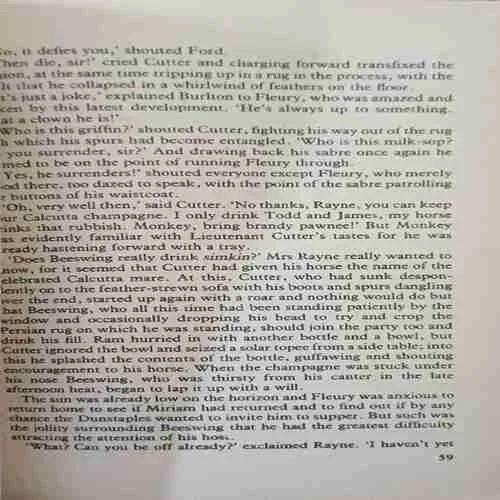 it defies you,' shouted Ford.
hen die, sir!' cried Cutter and charging forward transfixed the
ion, at the same time tripping up in a rug in the process, with the
lt that he collapsed in a whirlwind of feathers on the floor.
t's just a joke,' explained Burlton to Fleury, who was amazed and
ken by this latest development. 'He's always up to something.
at a clown he is!'
Who is this griffin?' shouted Cutter, fighting his way out of the rug
h which his spurs had become entangled. 'Who is this milk-sop?
you surrender, sir?' And drawing back his sabre once again he
med to be on the point of running Fleury through.
Yes, he surrenders!' shouted everyone except Fleury, who merely
od there, too dazed to speak, with the point of the sabre patrolling
e buttons of his waistcoat.
'Oh, very well then,' said Cutter. 'No thanks, Rayne, you can keep
ur Calcutta champagne. I only drink Todd and James, my horse
inks that rubbish. Monkey, bring brandy pawnee!' But Monkey
as evidently familiar with Lieutenant Cutter's tastes for he was
ready hastening forward with a tray.
'Does Beeswing really drink simkin?' Mrs Rayne really wanted to
now, for it seemed that Cutter had given his horse the name of the
elebrated Calcutta mare. At this, Cutter, who had sunk despon-
lently on to the feather-strewn sofa with his boots and spurs dangling
over the end, started up again with a roar and nothing would do but
hat Beeswing, who all this time had been standing patiently by the
window and occasionally dropping his head to try and crop the
Persian rug on which he was standing, should join the party too and
drink his fill. Ram hurried in with another bottle and a bowl, but
Cutter ignored the bowl and seized a solar topee from a side table; into
this he splashed the contents of the bottle, guffawing and shouting
encouragement to his horse. When the champagne was stuck under
his nose Beeswing, who was thirsty from his canter in the late
afternoon heat, began to lap it up with a will.
The sun was already low on the horizon and Fleury was anxious to
return home to see if Miriam had returned and to find out if by any
chance the Dunstaples wanted to invite him to supper. But such was
the jollity surrounding Beeswing that he had the greatest difficulty
attracting the attention of his host.
'What? Can you be off already?' exclaimed Rayne. 'I haven't yet
59